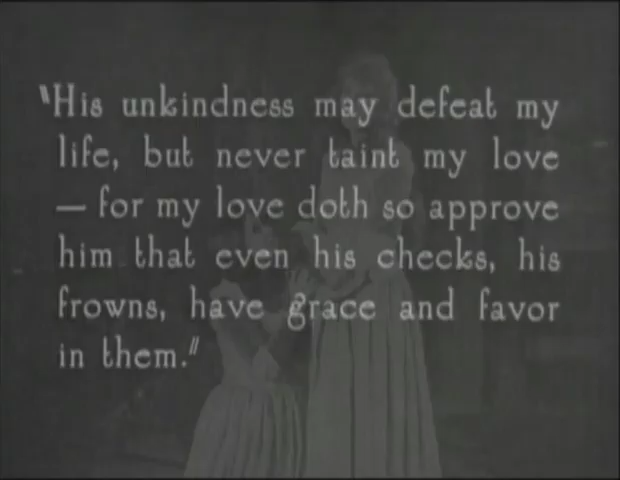 "His unkindness may defeat my
life, but never taint my love
— for my love doth so approve
him that even his checks, his
frowns, have grace and favor
in them."